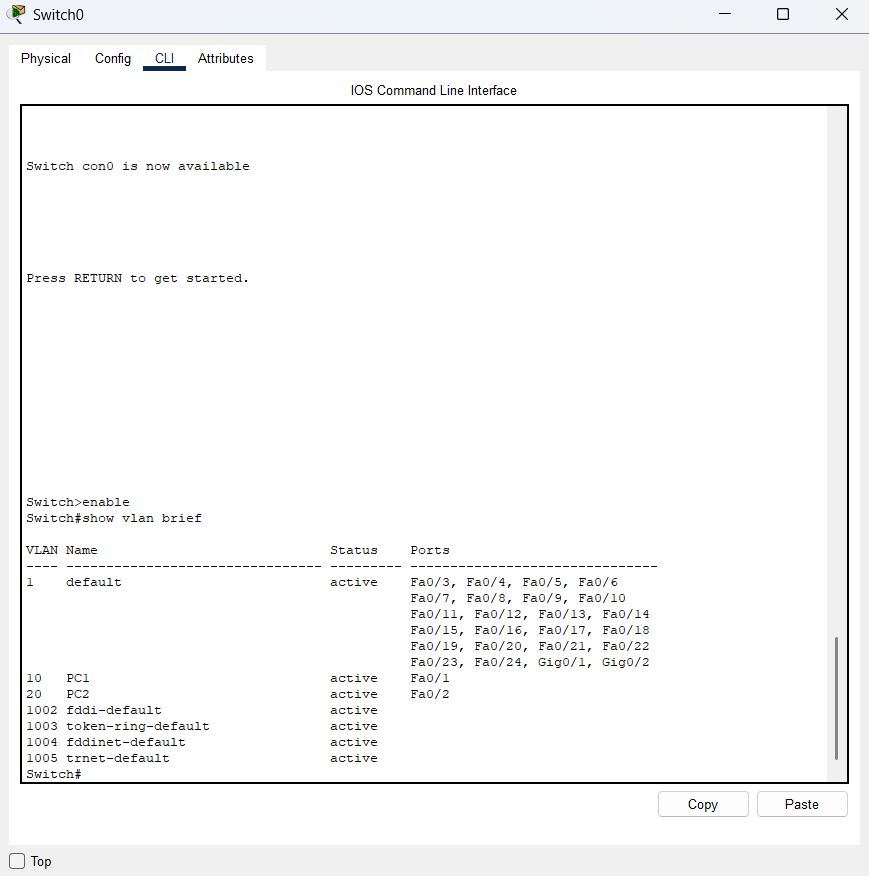 Switch0
Physical Config CLI Attributes
IOS Command Line Interface
Switch con0 is now available
Press RETURN to get started.
Switch>enable
Switch#show vlan brief
VLAN Name                             Status    Ports
---- -------------------------------- --------- -------------------------------
1    default                          active    Fa0/3, Fa0/4, Fa0/5, Fa0/6
                                                Fa0/7, Fa0/8, Fa0/9, Fa0/10
                                                Fa0/11, Fa0/12, Fa0/13, Fa0/14
                                                Fa0/15, Fa0/16, Fa0/17, Fa0/18
                                                Fa0/19, Fa0/20, Fa0/21, Fa0/22
                                                Fa0/23, Fa0/24, Gig0/1, Gig0/2
10   PC1                              active    Fa0/1
20   PC2                              active    Fa0/2
1002 fddi-default                     active
1003 token-ring-default               active
1004 fddinet-default                  active
1005 trnet-default                    active
Switch#
Copy Paste
Top